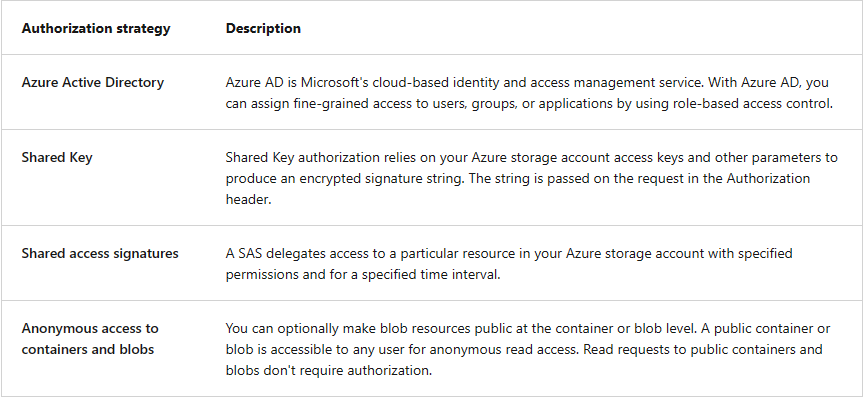 Authorization strategy
Description
Azure Active Directory
Azure AD is Microsoft's cloud-based identity and access management service. With Azure AD, you
can assign fine-grained access to users, groups, or applications by using role-based access control.
Shared Key
Shared Key authorization relies on your Azure storage account access keys and other parameters to
produce an encrypted signature string. The string is passed on the request in the Authorization
header.
Shared access signatures
A SAS delegates access to a particular resource in your Azure storage account with specified
permissions and for a specified time interval.
Anonymous access to
containers and blobs
You can optionally make blob resources public at the container or blob level. A public container or
blob is accessible to any user for anonymous read access. Read requests to public containers and
blobs don't require authorization.